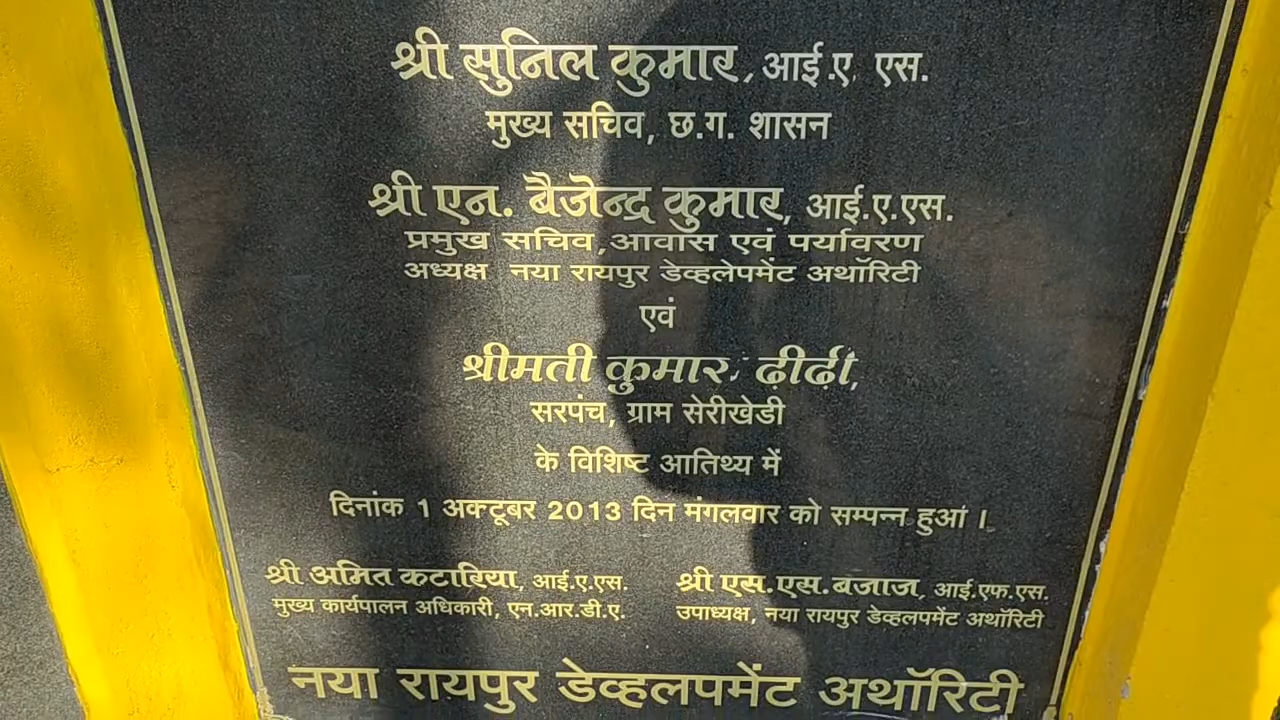 श्री सुनिल कुमार, आई.ए. एस.
मुख्य सचिव, छ.ग. शासन
श्री एन. बैजेन्द्र कुमार, आई.ए.एस.
प्रमुख सचिव,आवास एवं पर्यावरण
अध्यक्ष नया रायपुर डेव्हलेपमेंट अथॉरिटी
एवं
श्रीमती कुमारी ढ़ीढ़ी,
सरपंच, ग्राम सेरीखेडी
के विशिष्ट आतिथ्य में
दिनांक 1 अक्टूबर 2013 दिन मंगलवार को सम्पन्न हुआ ।
श्री अमित कटारिया, आई.ए.एस. श्री एस.एस.बजाज, आई.एफ.एस.
मुख्य कार्यपालन अधिकारी, एन.आर.डी.ए. उपाध्यक्ष, नया रायपुर डेव्हलपमेंट अथॉरिटी
नया रायपुर डेव्हलपमेंट अथॉरिटी